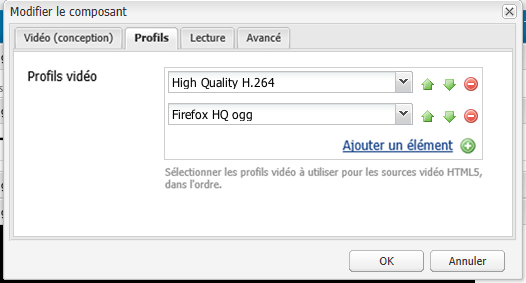 Modifier le composant
Vidéo (conception) Profils Lecture Avancé
Profils vidéo
High Quality H.264
Firefox HQ ogg
Ajouter un élément
Sélectionner les profils vidéo à utiliser pour les sources vidéo HTML5,
dans l'ordre.
OK Annuler